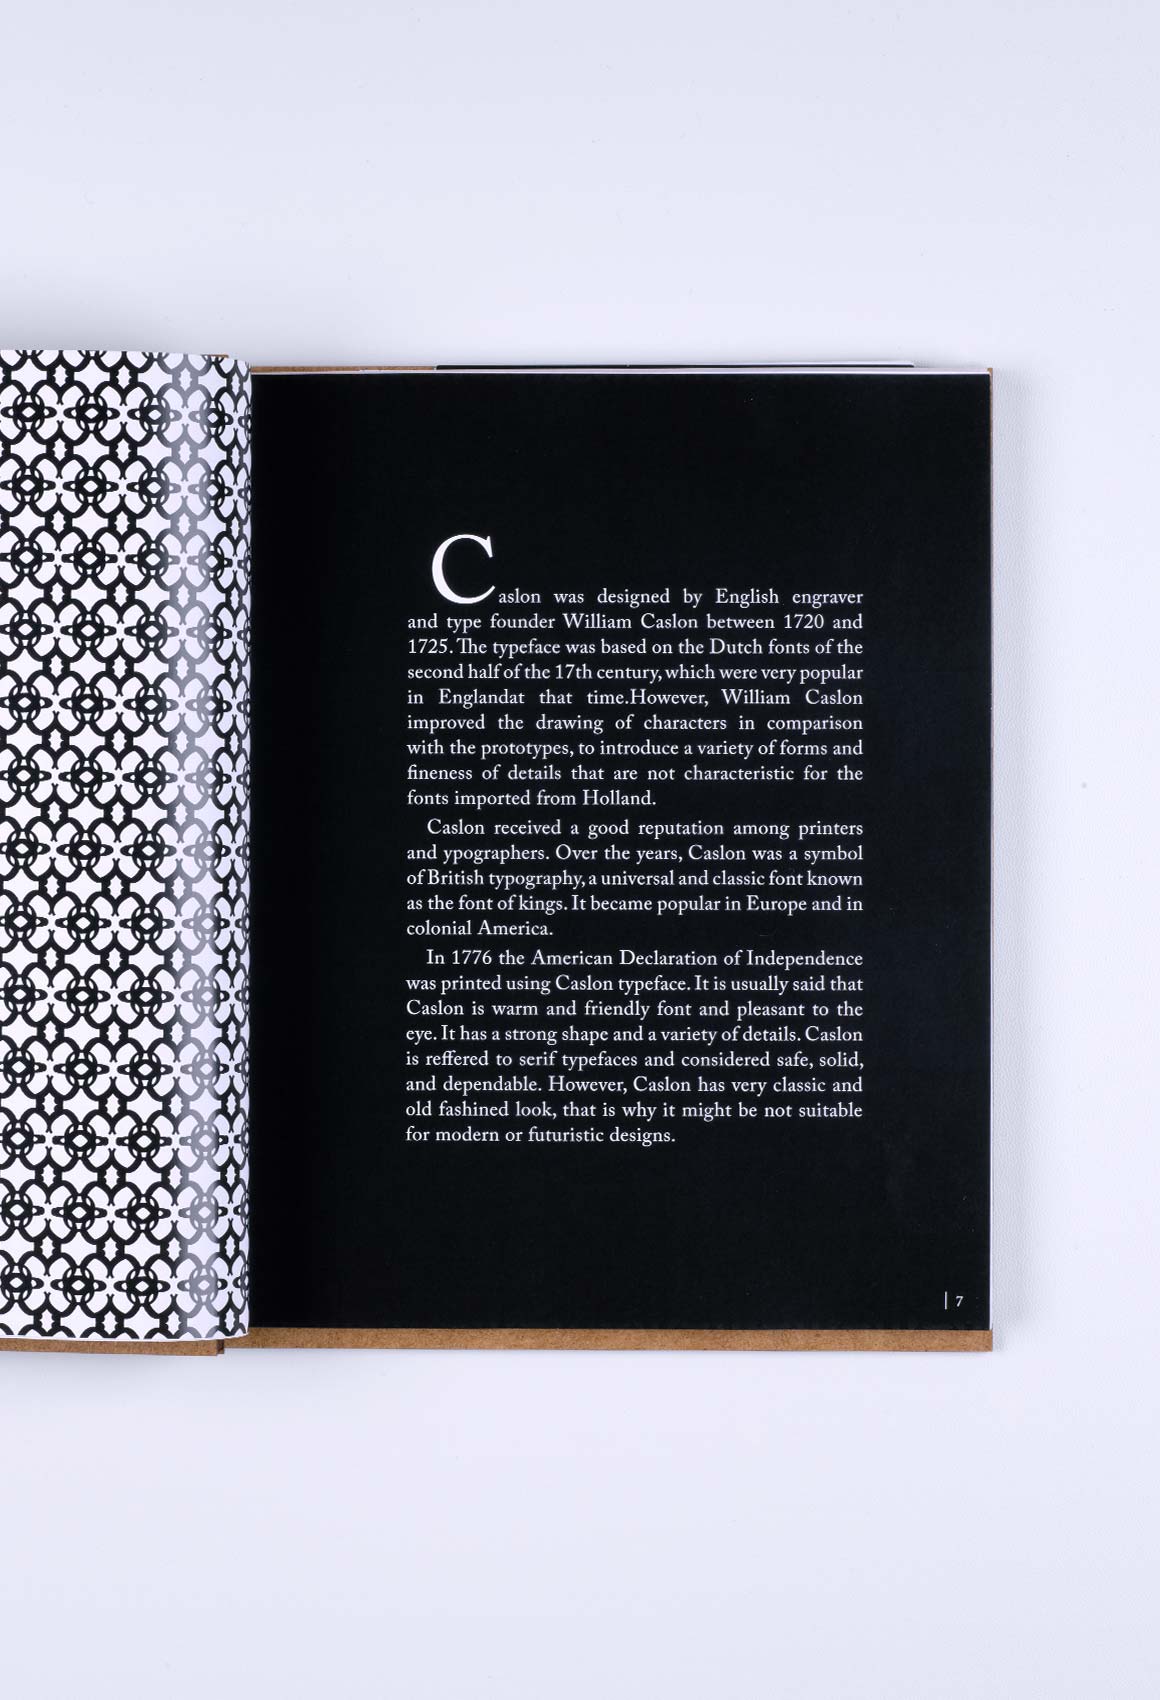 Caslon was designed by English engraver
and type founder William Caslon between 1720 and
1725. The typeface was based on the Dutch fonts of the
second half of the 17th century, which were very popular
in Englandat that time.However, William Caslon
improved the drawing of characters in comparison
with the prototypes, to introduce a variety of forms and
fineness of details that are not characteristic for the
fonts imported from Holland.
Caslon received a good reputation among printers
and ypographers. Over the years, Caslon was a symbol
of British typography, a universal and classic font known
as the font of kings. It became popular in Europe and in
colonial America.
In 1776 the American Declaration of Independence
was printed using Caslon typeface. It is usually said that
Caslon is warm and friendly font and pleasant to the
eye. It has a strong shape and a variety of details. Caslon
is reffered to serif typefaces and considered safe, solid,
and dependable. However, Caslon has very classic and
old fashined look, that is why it might be not suitable
for modern or futuristic designs.
| 7